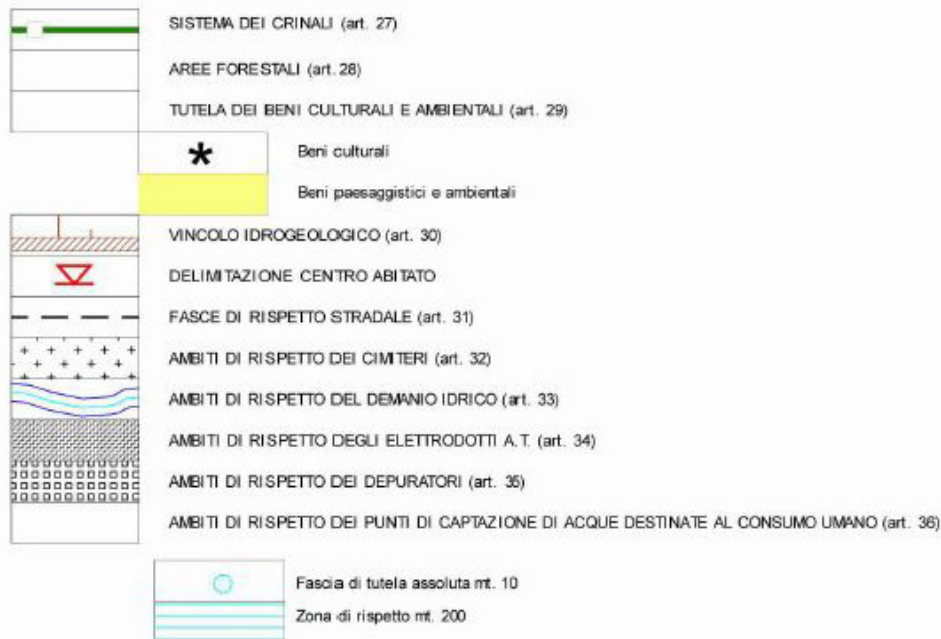 SISTEMA DEI CRINALI (art. 27)
AREE FORESTALI (art. 28)
TUTELA DEI BENI CULTURALI E AMBIENTALI (art. 29)
Beni culturali
Beni paesaggistici e ambientali
VINCOLO IDROGEOLOGICO (art. 30)
DELIMITAZIONE CENTRO ABITATO
FASCE DI RISPETTO STRADALE (art. 31)
AMBITI DI RISPETTO DEI CIMITERI (art. 32)
AMBITI DI RISPETTO DEL DEMANIO IDRICO (art. 33)
AMBITI DI RISPETTO DEGLI ELETTRODOTTI A.T. (art. 34)
AMBITI DI RISPETTO DEI DEPURATORI (art. 35)
AMBITI DI RISPETTO DEI PUNTI DI CAPTAZIONE DI ACQUE DESTINATE AL CONSUMO UMANO (art. 36)
Fascia di tutela assoluta mt. 10
Zona di rispetto mt. 200